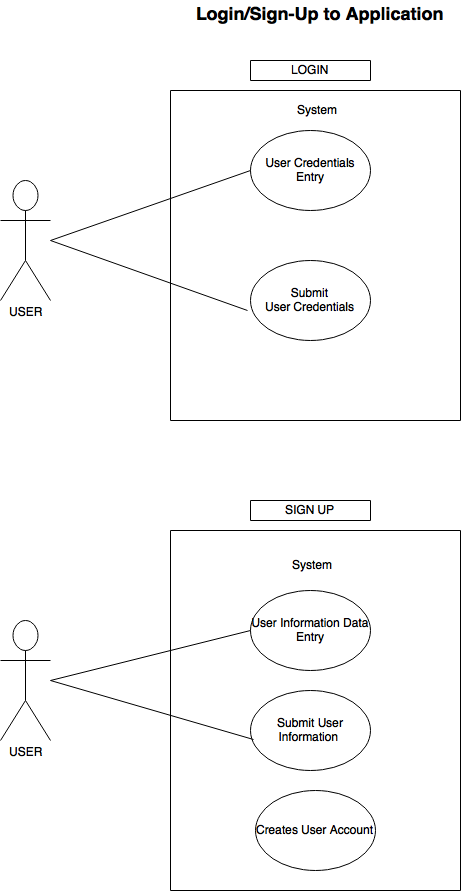 Login/Sign-Up to Application
LOGIN
System
User Credentials
Entry
Submit
User Credentials
USER
SIGN UP
System
User Information Data
Entry
Submit User
Information
USER
Creates User Account